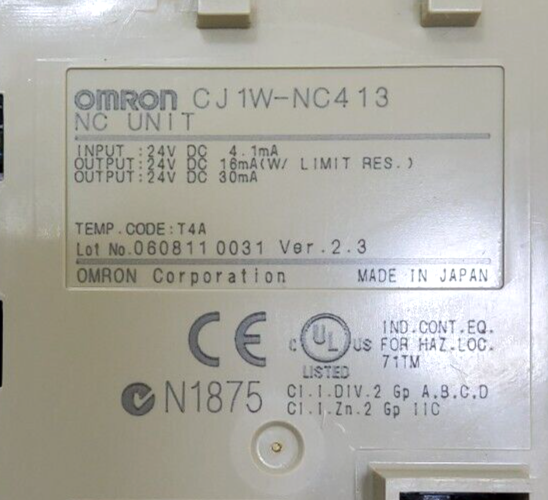 OMRON CJ1W-NC413
NC UNIT
INPUT :24V DC 4.1mA
OUTPUT:24V DC 16mA(W/ LIMIT RES.)
OUTPUT:24V DC 30mA
TEMP.CODE:T4A
Lot No.060811 0031 Ver.2.3
OMRON Corporation MADE IN JAPAN
CE
C UL US
LISTED
IND.CONT.EQ.
FOR HAZ.LOC.
71TM
N1875
Cl.I.DIV.2 Gp A.B.C.D
Cl.I.Zn.2 Gp IIC